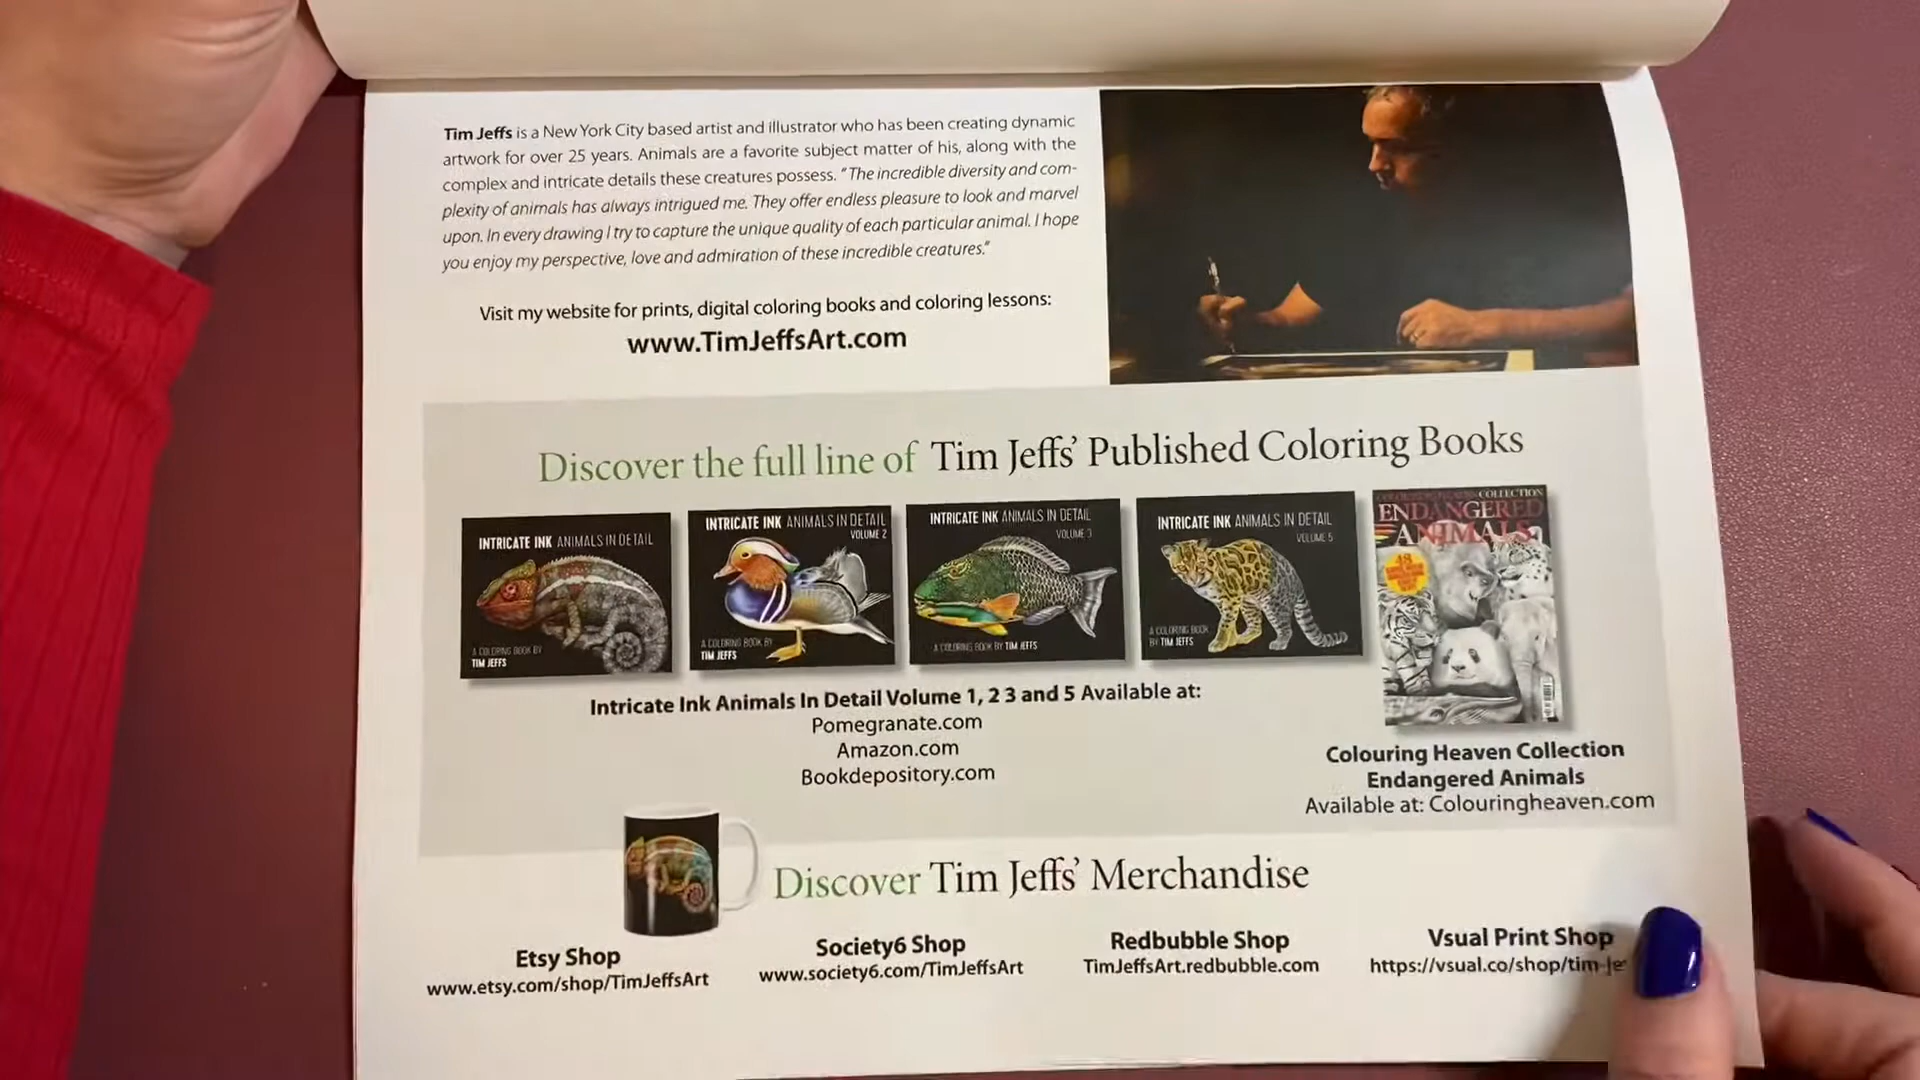 Tim Jeffs is a New York City based artist and illustrator who has been creating dynamic
artwork for over 25 years. Animals are a favorite subject matter of his, along with the
complex and intricate details these creatures possess. "The incredible diversity and com-
plexity of animals has always intrigued me. They offer endless pleasure to look and marvel
upon. In every drawing I try to capture the unique quality of each particular animal. I hope
you enjoy my perspective, love and admiration of these incredible creatures."
Visit my website for prints, digital coloring books and coloring lessons:
www.TimJeffsArt.com
Discover the full line of Tim Jeffs' Published Coloring Books
INTRICATE INK ANIMALS IN DETAIL
A COLORING BOOK BY
TIM JEFFS
INTRICATE INK ANIMALS IN DETAIL
VOLUME 2
A COLORING BOOK BY
TIM JEFFS
INTRICATE INK ANIMALS IN DETAIL
VOLUME 3
A COLORING BOOK BY TIM JEFFS
INTRICATE INK ANIMALS IN DETAIL
VOLUME 5
A COLORING BOOK
BY TIM JEFFS
COLLECTION
ENDANGERED
ANIMALS
Intricate Ink Animals In Detail Volume 1, 2 3 and 5 Available at:
Pomegranate.com
Amazon.com
Bookdepository.com
Colouring Heaven Collection
Endangered Animals
Available at: Colouringheaven.com
Discover Tim Jeffs' Merchandise
Etsy Shop
www.etsy.com/shop/TimJeffsArt
Society6 Shop
www.society6.com/TimJeffsArt
Redbubble Shop
TimJeffsArt.redbubble.com
Vsual Print Shop
https://vsual.co/shop/tim-je